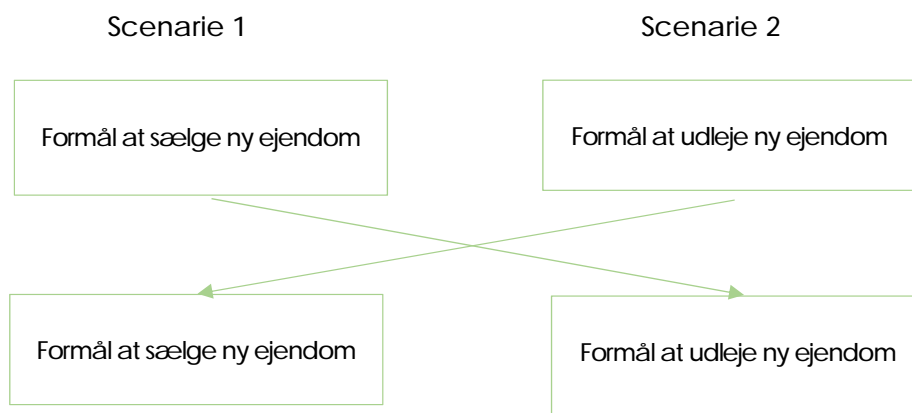 Scenarie 1
Scenarie 2
Formål at sælge ny ejendom
Formål at udleje ny ejendom
Formål at sælge ny ejendom
Formål at udleje ny ejendom